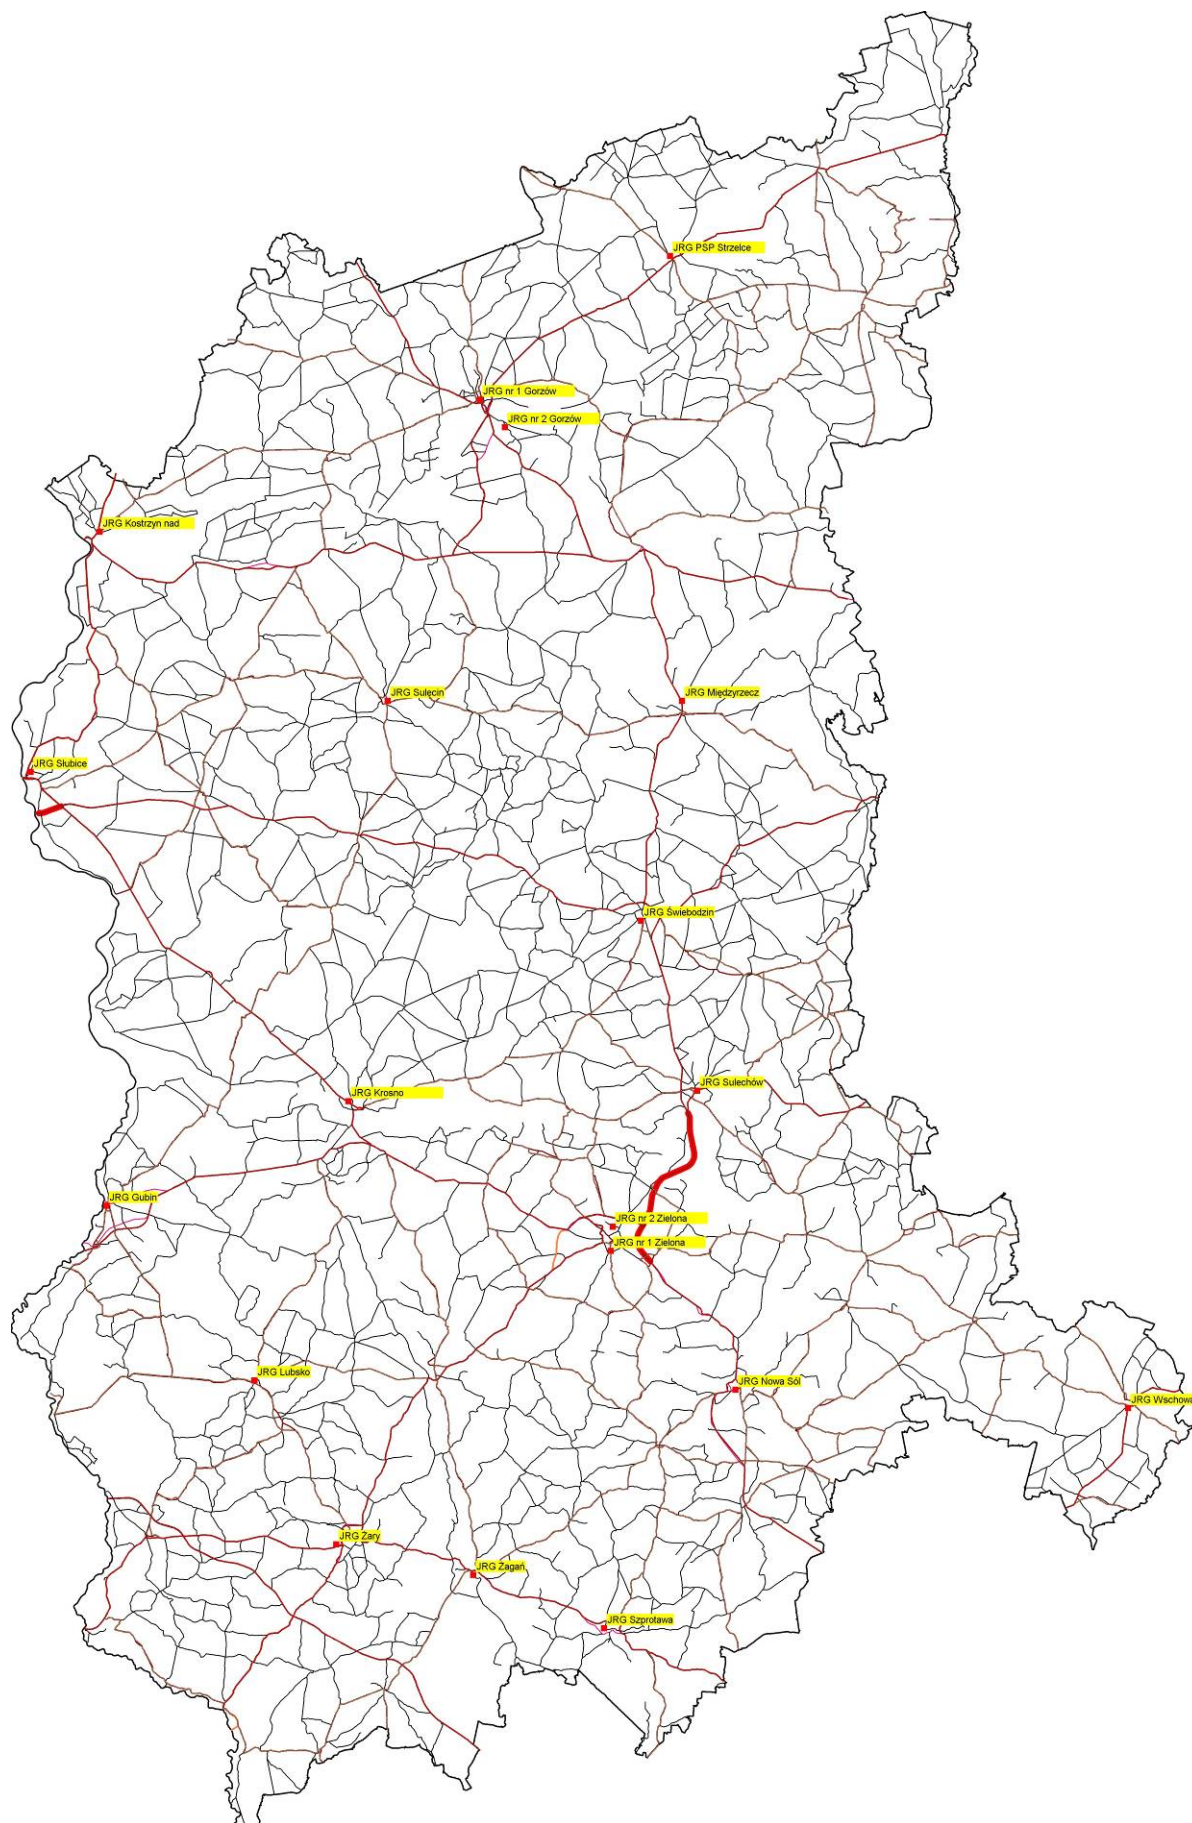 JRG PSP Strzelce
JRG nr 1 Gorzów
JRG nr 2 Gorzów
JRG Kostrzyn nad
JRG Sulęcin
JRG Międzyrzecz
JRG Słubice
JRG Świebodzin
JRG Sulechów
JRG Krosno
JRG Gubin
JRG nr 2 Zielona
JRG nr 1 Zielona
JRG Lubsko
JRG Nowa Sól
JRG Wschowa
JRG Żary
JRG Żagań
JRG Szprotawa